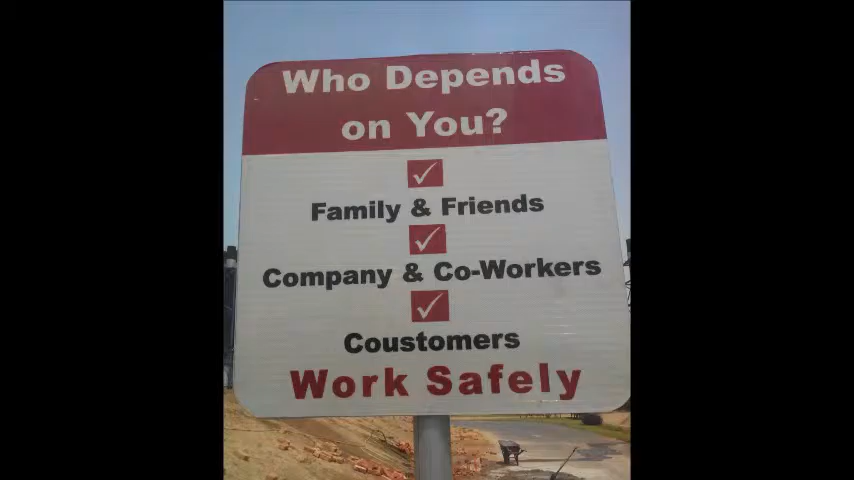 Who Depends
on You?
Family & Friends
Company & Co-Workers
Coustomers
Work Safely